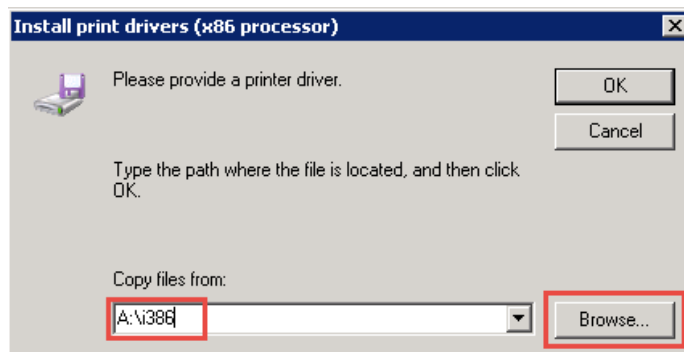 Install print drivers (x86 processor)
Please provide a printer driver.
OK
Cancel
Type the path where the file is located, and then click
OK.
Copy files from:
A:\i386
Browse...